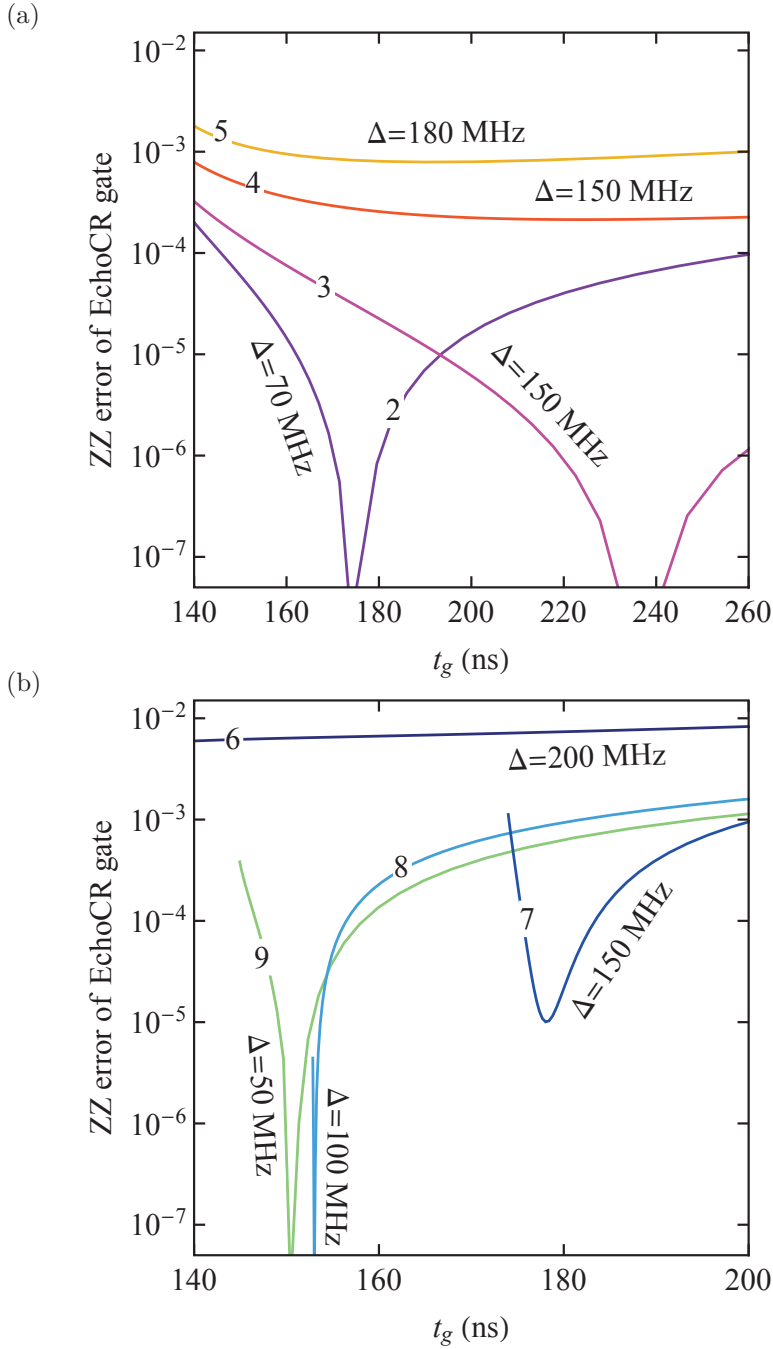 (a)
10⁻²
10⁻³
10⁻⁴
10⁻⁵
10⁻⁶
10⁻⁷
ZZ error of EchoCR gate
5
Δ=180 MHz
4
Δ=150 MHz
3
Δ=70 MHz
2
Δ=150 MHz
140 160 180 200 220 240 260
t_g (ns)
(b)
10⁻²
10⁻³
10⁻⁴
10⁻⁵
10⁻⁶
10⁻⁷
ZZ error of EchoCR gate
6
Δ=200 MHz
8
7
9
Δ=150 MHz
Δ=50 MHz
Δ=100 MHz
140 160 180 200
t_g (ns)